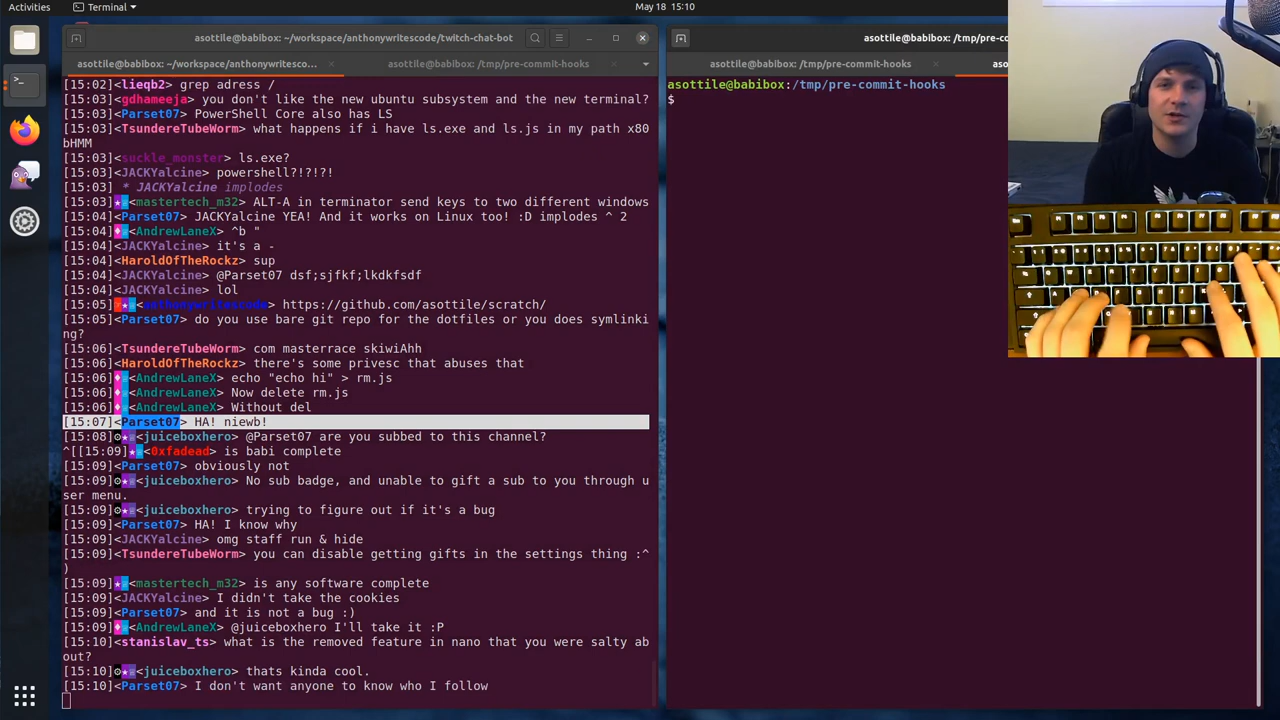 Activities
Terminal
May 18 15:10
asottile@babibox: ~/workspace/anthonywritescode/twitch-chat-bot
asottile@babibox: /tmp/pre-co
asottile@babibox: ~/workspace/anthonywritesco...
asottile@babibox: /tmp/pre-commit-hooks
asottile@babibox: /tmp/pre-commit-hooks
aso
[15:02]<lieqb2> grep adress /
[15:03]<gdhameeja> you don't like the new ubuntu subsystem and the new terminal?
[15:03]<Parset07> PowerShell Core also has LS
[15:03]<TsundereTubeWorm> what happens if i have ls.exe and ls.js in my path x80
bHMM
[15:03]<suckle_monster> ls.exe?
[15:03]<JACKYalcine> powershell?!?!?!
[15:03] * JACKYalcine implodes
[15:03]<mastertech_m32> ALT-A in terminator send keys to two different windows
[15:04]<Parset07> JACKYalcine YEA! And it works on Linux too! :D implodes ^ 2
[15:04]<AndrewLaneX> ^b "
[15:04]<JACKYalcine> it's a -
[15:04]<HaroldOfTheRockz> sup
[15:04]<JACKYalcine> @Parset07 dsf;sjfkf;lkdkfsdf
[15:04]<JACKYalcine> lol
[15:05]<anthonywritescode> https://github.com/asottile/scratch/
[15:05]<Parset07> do you use bare git repo for the dotfiles or you does symlinki
ng?
[15:06]<TsundereTubeWorm> com masterrace skiwiAhh
[15:06]<HaroldOfTheRockz> there's some privesc that abuses that
[15:06]<AndrewLaneX> echo "echo hi" > rm.js
[15:06]<AndrewLaneX> Now delete rm.js
[15:06]<AndrewLaneX> Without del
[15:07]<Parset07> HA! niewb!
[15:08]<juiceboxhero> @Parset07 are you subbed to this channel?
^[[15:09]<0xfadead> is babi complete
[15:09]<Parset07> obviously not
[15:09]<juiceboxhero> No sub badge, and unable to gift a sub to you through u
ser menu.
[15:09]<juiceboxhero> trying to figure out if it's a bug
[15:09]<Parset07> HA! I know why
[15:09]<JACKYalcine> omg staff run & hide
[15:09]<TsundereTubeWorm> you can disable getting gifts in the settings thing :^
)
[15:09]<mastertech_m32> is any software complete
[15:09]<JACKYalcine> I didn't take the cookies
[15:09]<Parset07> and it is not a bug :)
[15:09]<AndrewLaneX> @juiceboxhero I'll take it :P
[15:10]<stanislav_ts> what is the removed feature in nano that you were salty ab
out?
[15:10]<juiceboxhero> thats kinda cool.
[15:10]<Parset07> I don't want anyone to know who I follow
asottile@babibox:/tmp/pre-commit-hooks
$